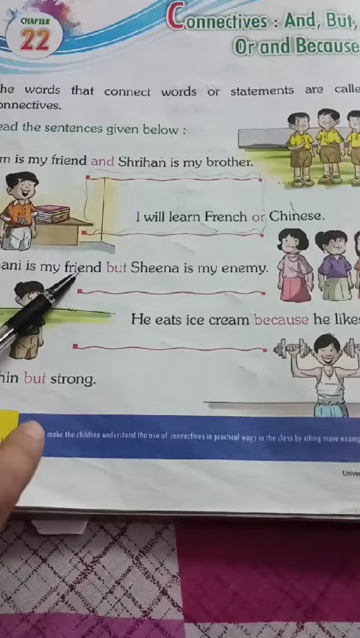 CHAPTER
22
Connectives : And, But,
Or and Because
he words that connect words or statements are calle
onnectives.
ead the sentences given below :
m is my friend and Shrihan is my brother.
I will learn French or Chinese.
ani is my friend but Sheena is my enemy.
He eats ice cream because he like
hin but strong.
make the children understand the use of connectives in practical ways in the class by citing more examp
Univer